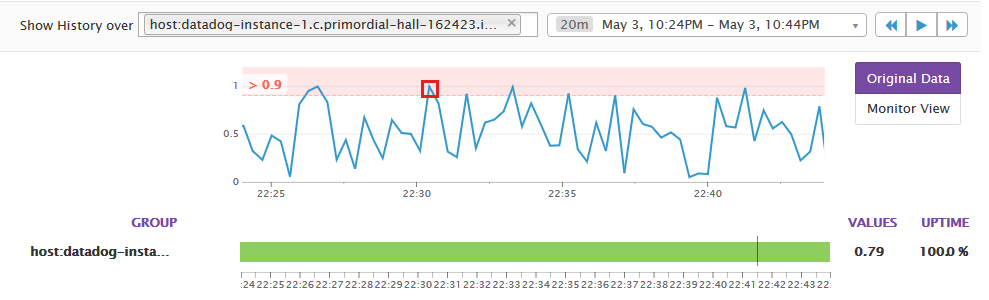 Show History over host:datadog-instance-1.c.primordial-hall-162423.i... × 20m May 3, 10:24PM – May 3, 10:44PM
Original Data
Monitor View
1 > 0.9
0.5
0
22:25 22:30 22:35 22:40
GROUP VALUES UPTIME
host:datadog-insta... 0.79 100.0 %
:24 22:25 22:26 22:27 22:28 22:29 22:30 22:31 22:32 22:33 22:34 22:35 22:36 22:37 22:38 22:39 22:40 22:41 22:42 22:43 22: